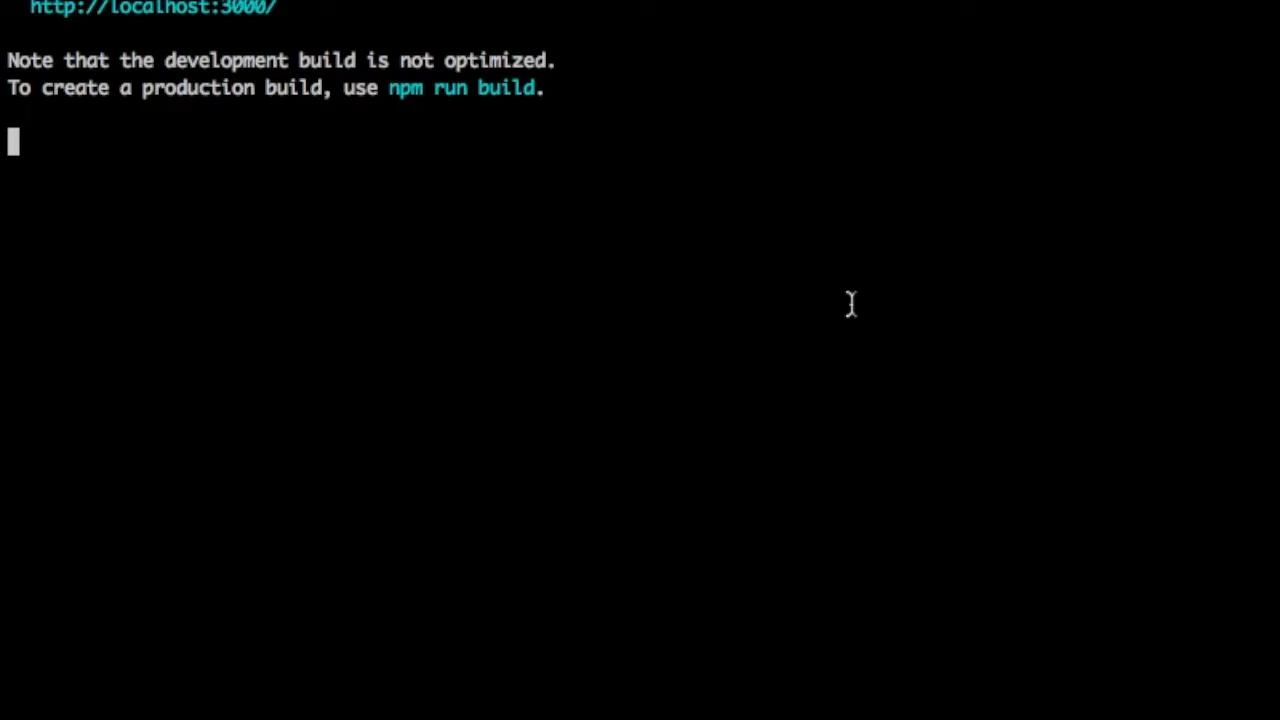 http://localhost:3000/
Note that the development build is not optimized.
To create a production build, use npm run build.